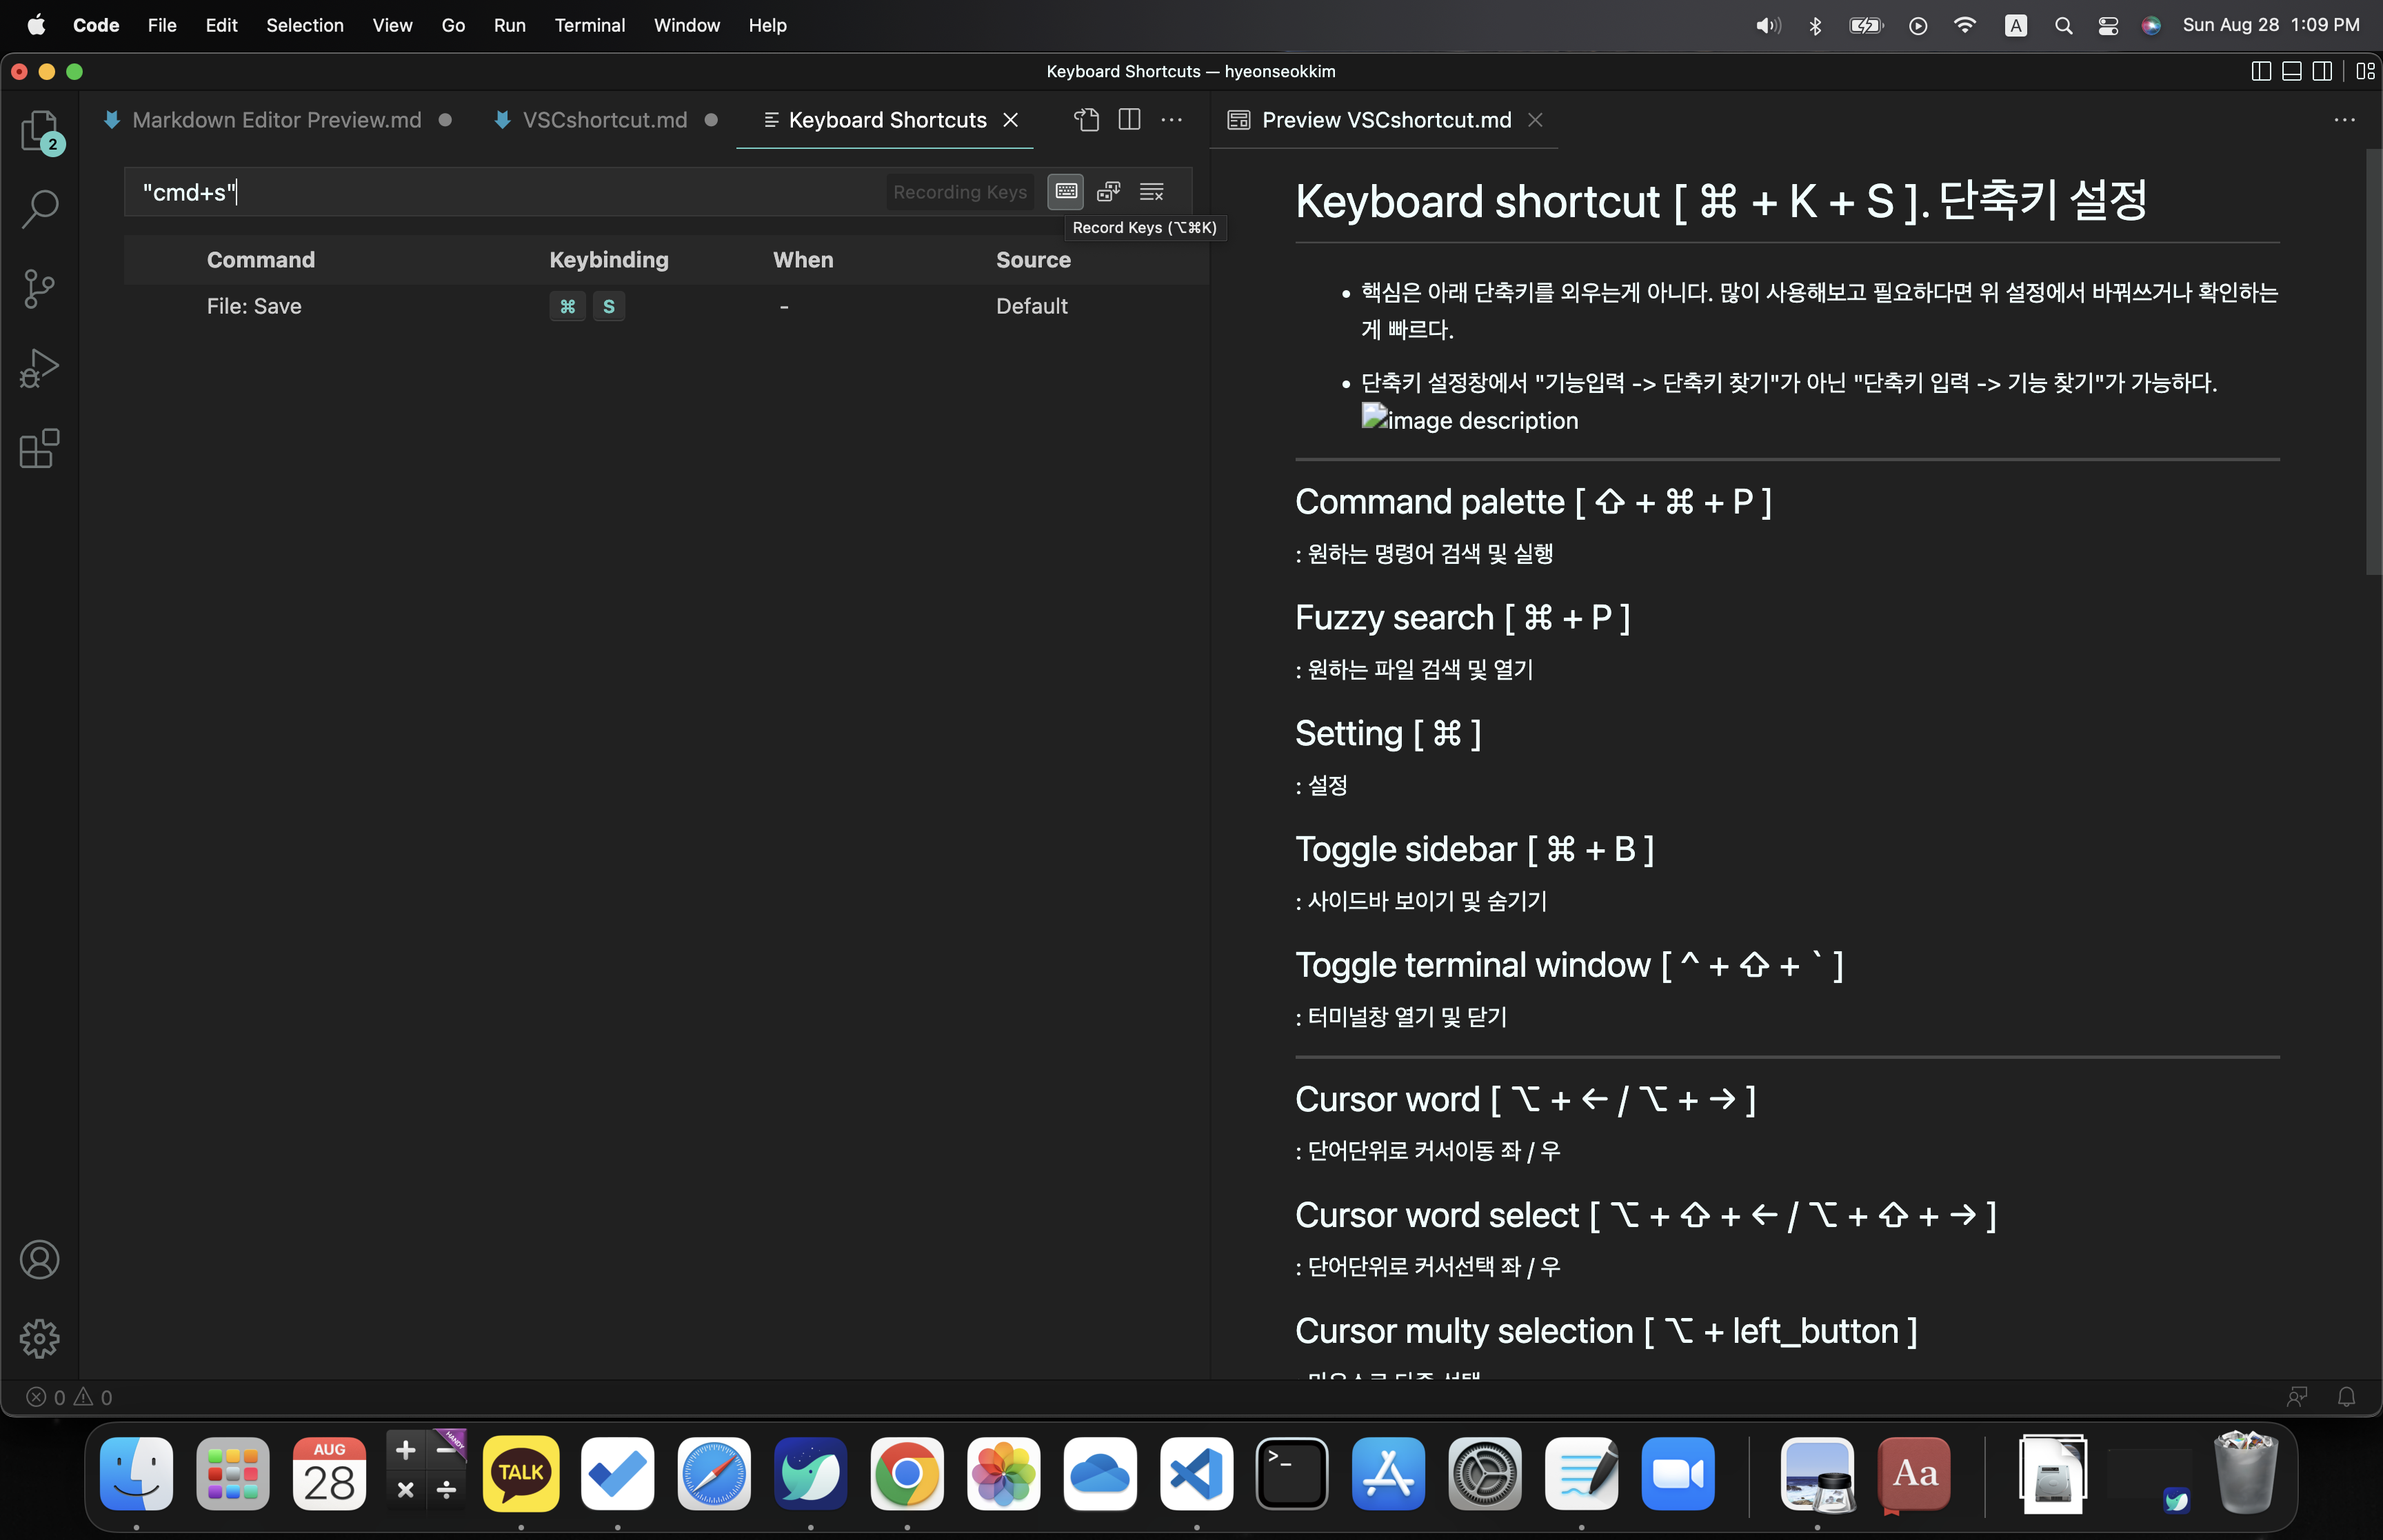 Code File Edit Selection View Go Run Terminal Window Help A Sun Aug 28 1:09 PM
Keyboard Shortcuts — hyeonseokkim
Markdown Editor Preview.md VSCshortcut.md Keyboard Shortcuts Preview VSCshortcut.md
2
"cmd+s" Recording Keys
Record Keys (⌥⌘K)
Command Keybinding When Source
File: Save ⌘ S - Default
Keyboard shortcut [ ⌘ + K + S ]. 단축키 설정
• 핵심은 아래 단축키를 외우는게 아니다. 많이 사용해보고 필요하다면 위 설정에서 바꿔쓰거나 확인하는
게 빠르다.
• 단축키 설정창에서 "기능입력 -> 단축키 찾기"가 아닌 "단축키 입력 -> 기능 찾기"가 가능하다.
image description
Command palette [ ⇧ + ⌘ + P ]
: 원하는 명령어 검색 및 실행
Fuzzy search [ ⌘ + P ]
: 원하는 파일 검색 및 열기
Setting [ ⌘ ]
: 설정
Toggle sidebar [ ⌘ + B ]
: 사이드바 보이기 및 숨기기
Toggle terminal window [ ^ + ⇧ + ` ]
: 터미널창 열기 및 닫기
Cursor word [ ⌥ + ← / ⌥ + → ]
: 단어단위로 커서이동 좌 / 우
Cursor word select [ ⌥ + ⇧ + ← / ⌥ + ⇧ + → ]
: 단어단위로 커서선택 좌 / 우
Cursor multy selection [ ⌥ + left_button ]
0 0
AUG
28
HANDY
TALK
>_
Aa